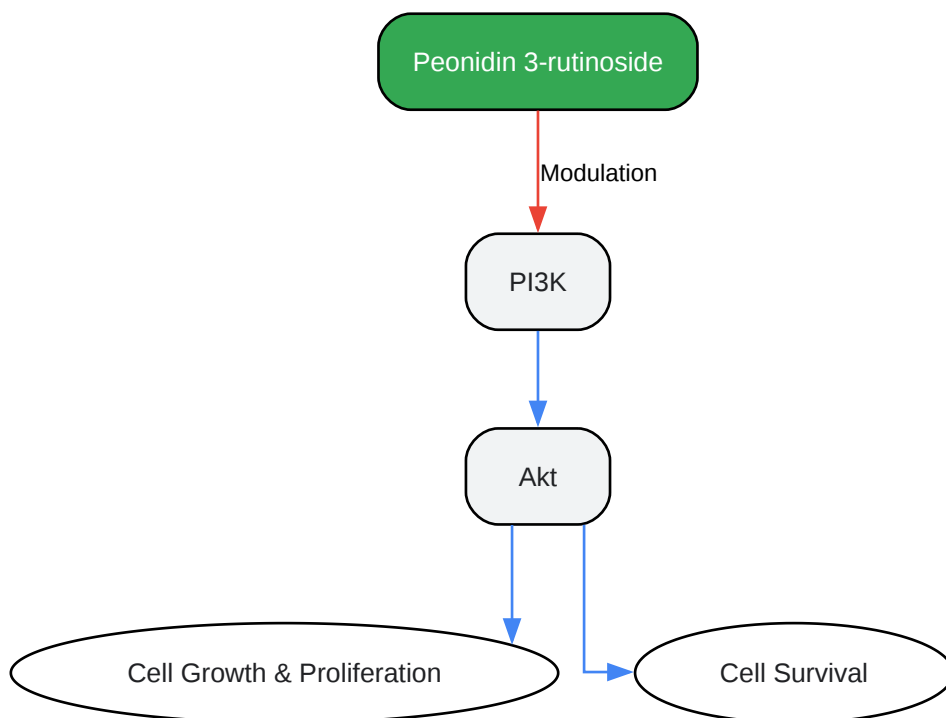 Peonidin 3-rutinoside
Modulation
PI3K
Akt
Cell Growth & Proliferation
Cell Survival